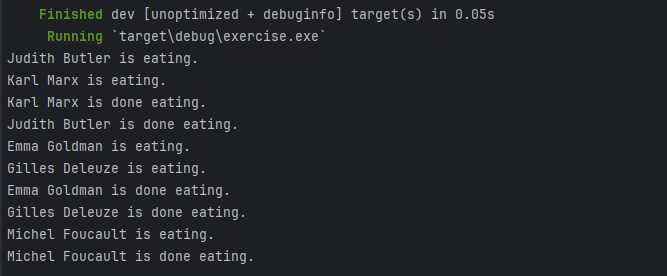 Finished dev [unoptimized + debuginfo] target(s) in 0.05s
Running `target\debug\exercise.exe`
Judith Butler is eating.
Karl Marx is eating.
Karl Marx is done eating.
Judith Butler is done eating.
Emma Goldman is eating.
Gilles Deleuze is eating.
Emma Goldman is done eating.
Gilles Deleuze is done eating.
Michel Foucault is eating.
Michel Foucault is done eating.